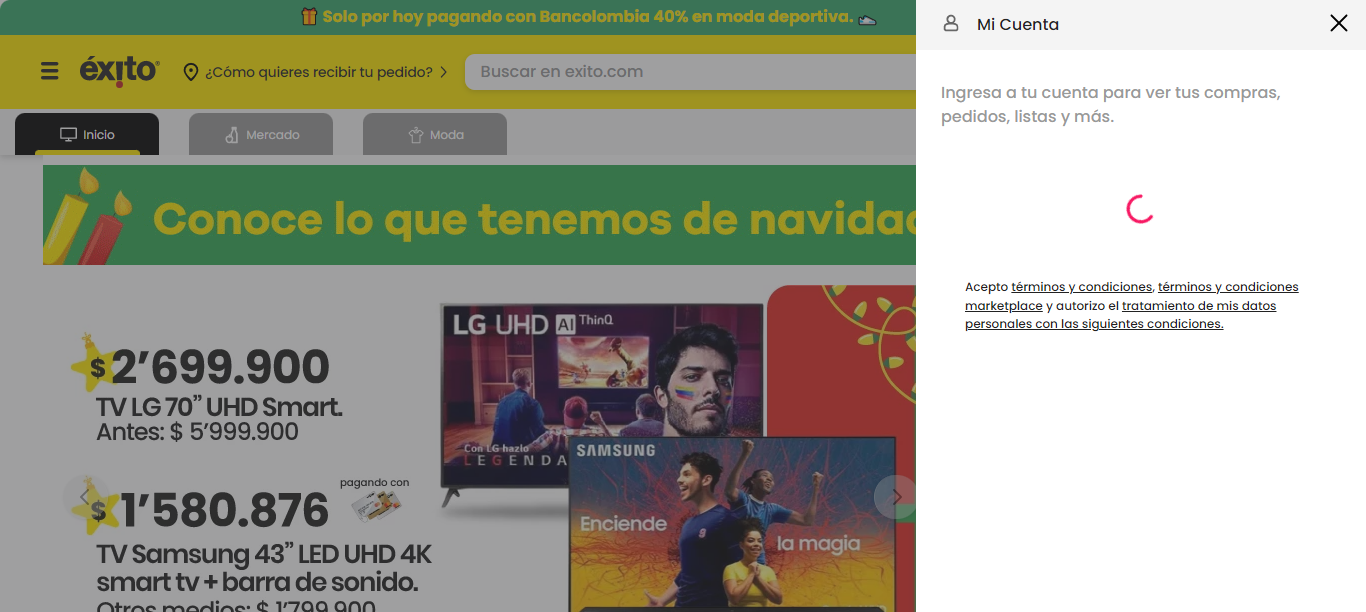 Solo por hoy pagando con Bancolombia 40% en moda deportiva.
Mi Cuenta
éxito
¿Cómo quieres recibir tu pedido?
Buscar en exito.com
Inicio
Mercado
Moda
Ingresa a tu cuenta para ver tus compras,
pedidos, listas y más.
Conoce lo que tenemos de navidad
Acepto términos y condiciones, términos y condiciones
marketplace y autorizo el tratamiento de mis datos
personales con las siguientes condiciones.
LG UHD AI ThinQ
$ 2’699.900
TV LG 70” UHD Smart.
Antes: $ 5’999.900
Con LG hazlo
LEGENDA
SAMSUNG
Enciende
la magia
pagando con
$ 1’580.876
TV Samsung 43” LED UHD 4K
smart tv + barra de sonido.
Otros medios: $ 1’799.900